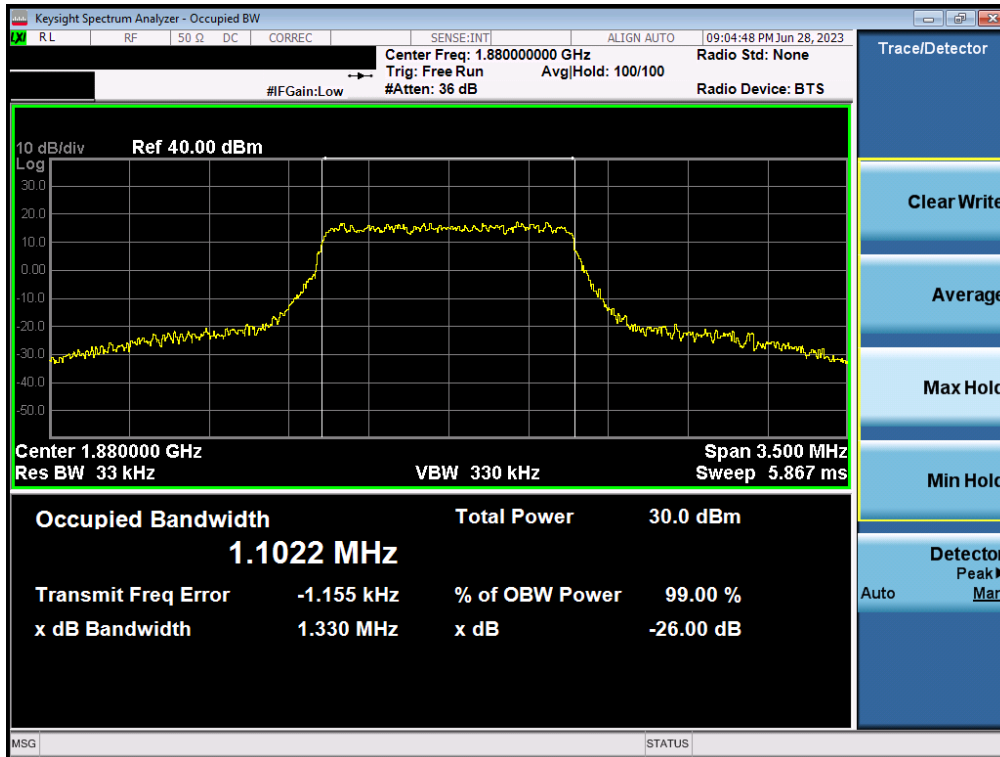 Keysight Spectrum Analyzer - Occupied BW
LXI RL RF 50 Ω DC CORREC SENSE:INT ALIGN AUTO 09:04:48 PM Jun 28, 2023
Center Freq: 1.880000000 GHz Radio Std: None
Trig: Free Run Avg|Hold: 100/100
#IFGain:Low #Atten: 36 dB Radio Device: BTS
Trace/Detector
10 dB/div Ref 40.00 dBm
Log
30.0
20.0
10.0
0.00
-10.0
-20.0
-30.0
-40.0
-50.0
Center 1.880000 GHz Span 3.500 MHz
Res BW 33 kHz VBW 330 kHz Sweep 5.867 ms
Occupied Bandwidth Total Power 30.0 dBm
1.1022 MHz
Transmit Freq Error -1.155 kHz % of OBW Power 99.00 %
x dB Bandwidth 1.330 MHz x dB -26.00 dB
Clear Write
Average
Max Hold
Min Hold
Detector
Peak
Auto Man
MSG STATUS